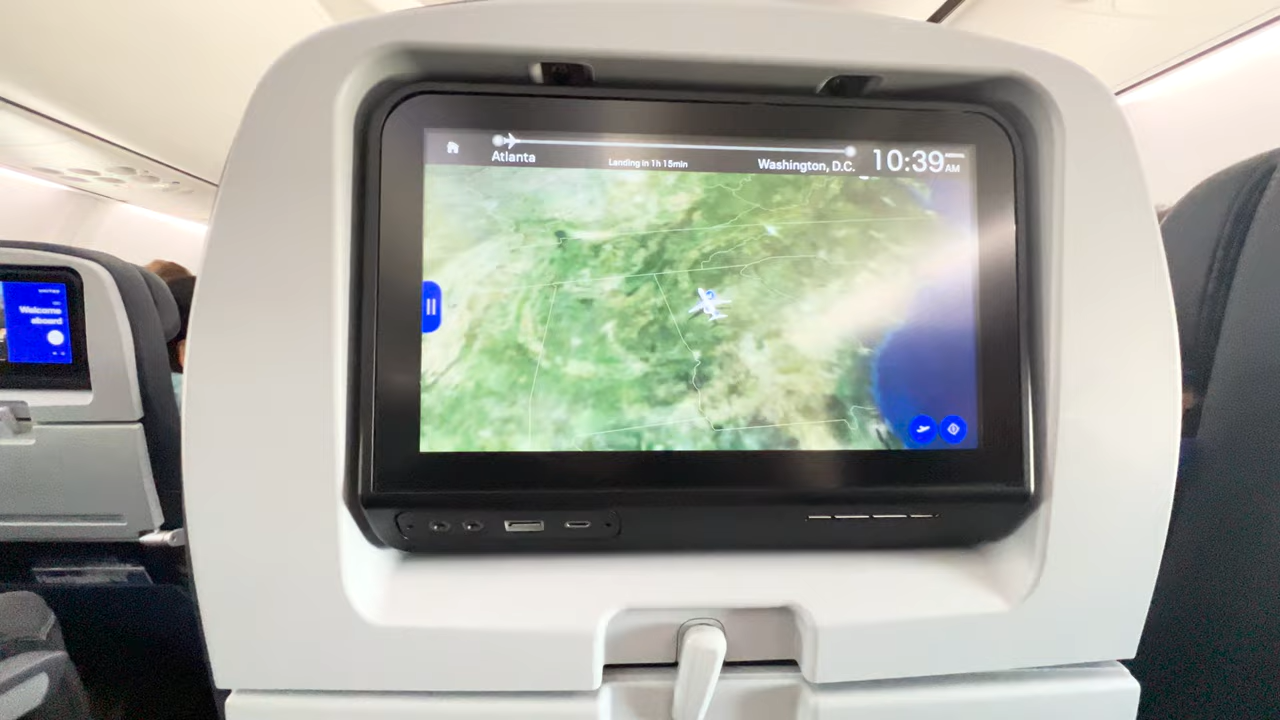 Atlanta
Landing in 1h 15min
Washington, D.C.
10:39 AM
Welcome
aboard